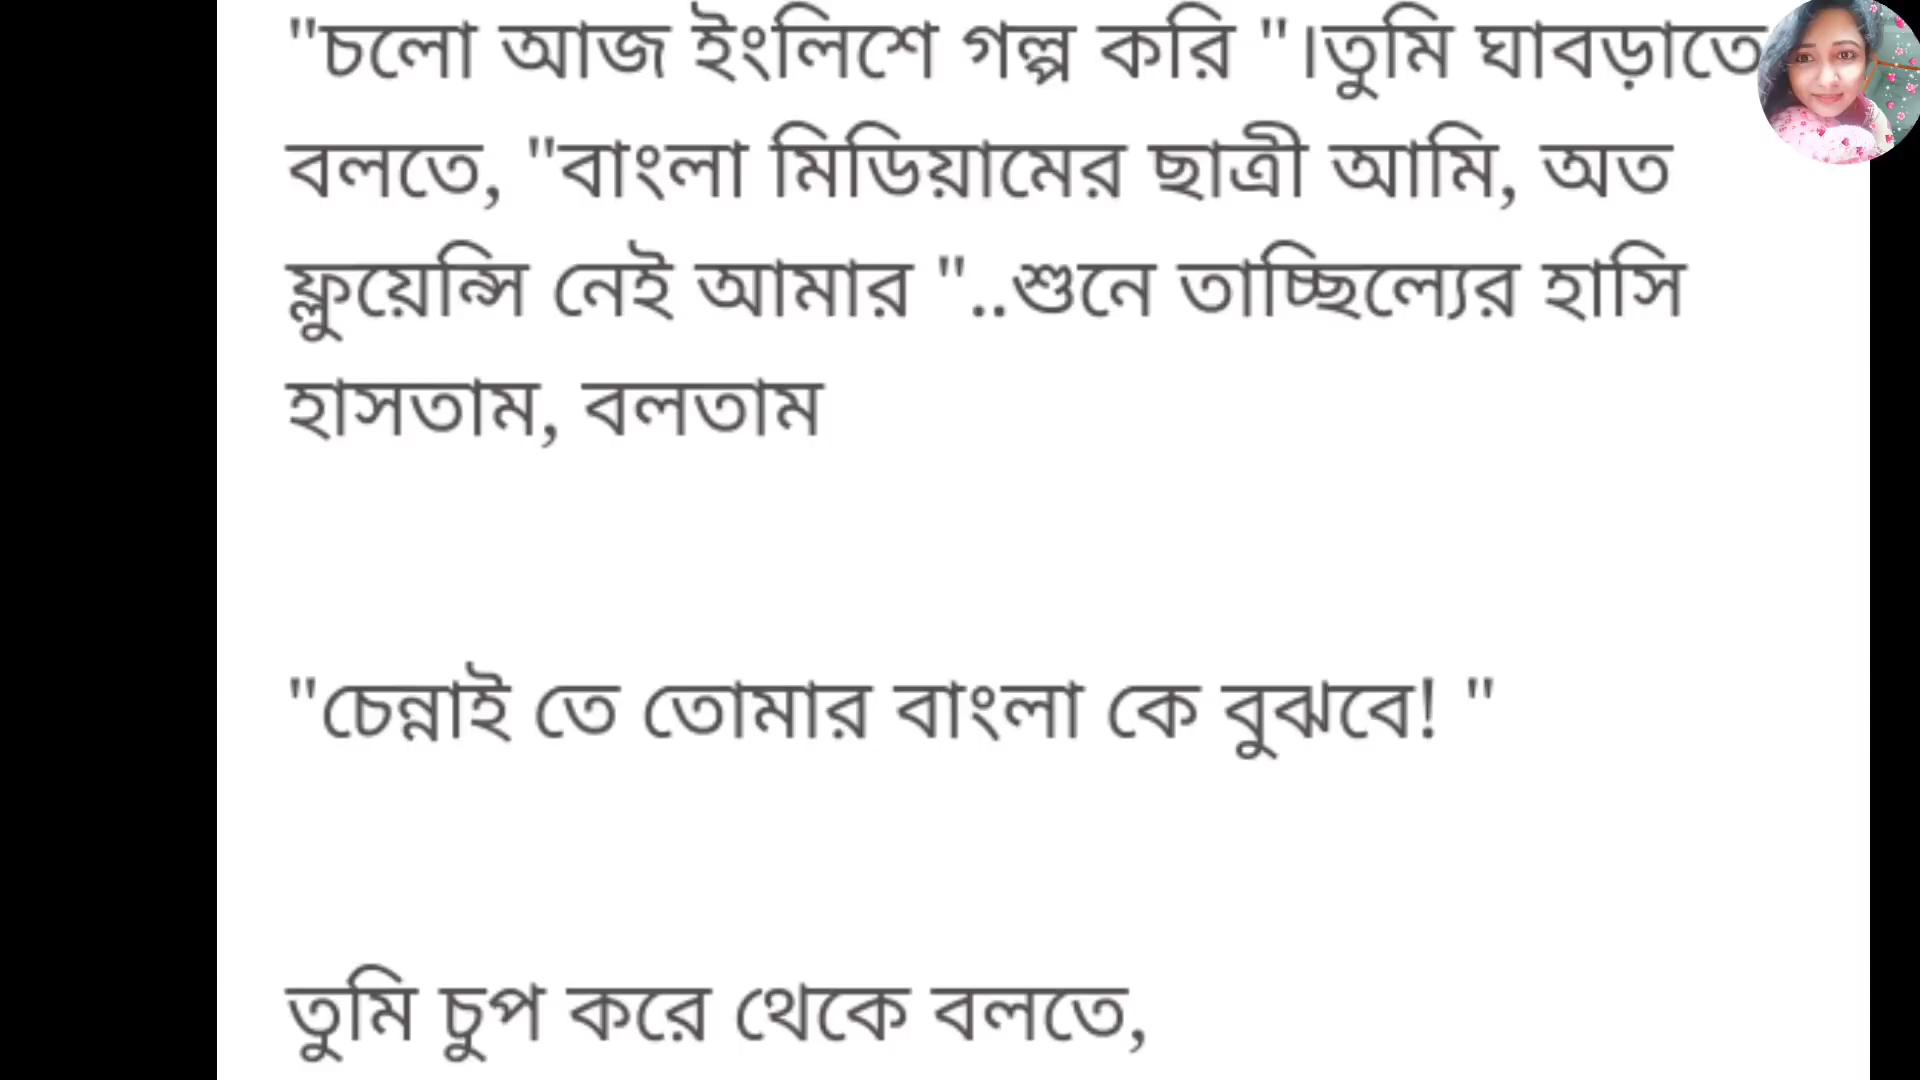 "চলো আজ ইংলিশে গল্প করি "।তুমি ঘাবড়াতে
বলতে, "বাংলা মিডিয়ামের ছাত্রী আমি, অত
ফ্লুয়েন্সি নেই আমার "..শুনে তাচ্ছিল্যের হাসি
হাসতাম, বলতাম
"চেন্নাই তে তোমার বাংলা কে বুঝবে! "
তুমি চুপ করে থেকে বলতে,